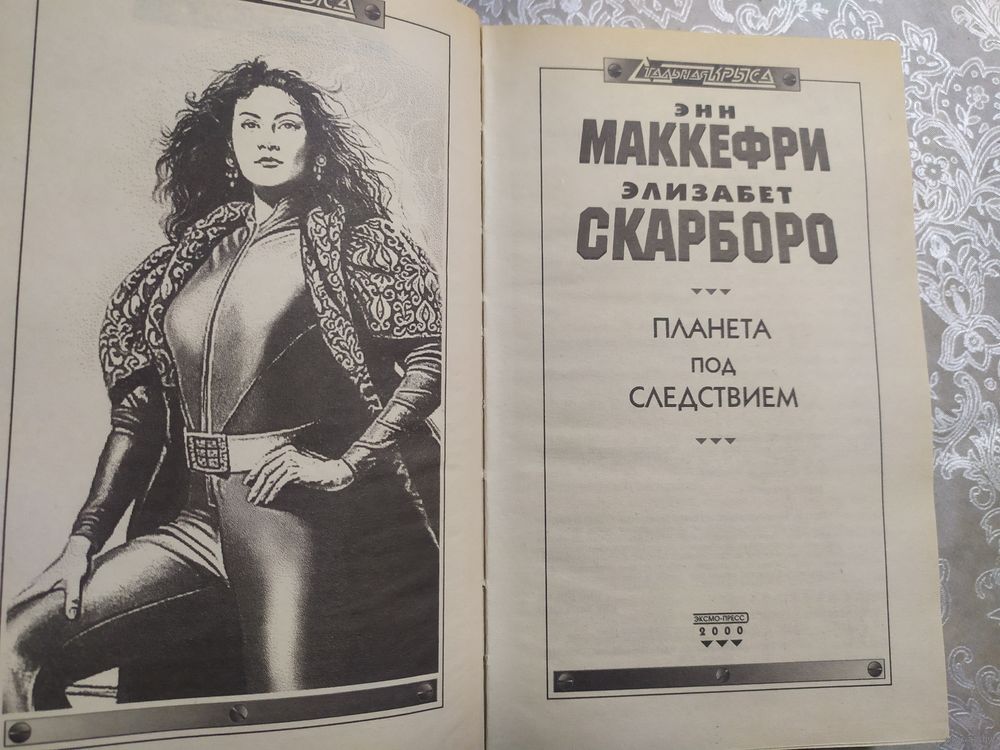 СТАЛЬНАЯ КРЫСА
ЭНН
МАККЕФРИ
ЭЛИЗАБЕТ
СКАРБОРО
ПЛАНЕТА
ПОД
СЛЕДСТВИЕМ
ЭКСМО-ПРЕСС
2000